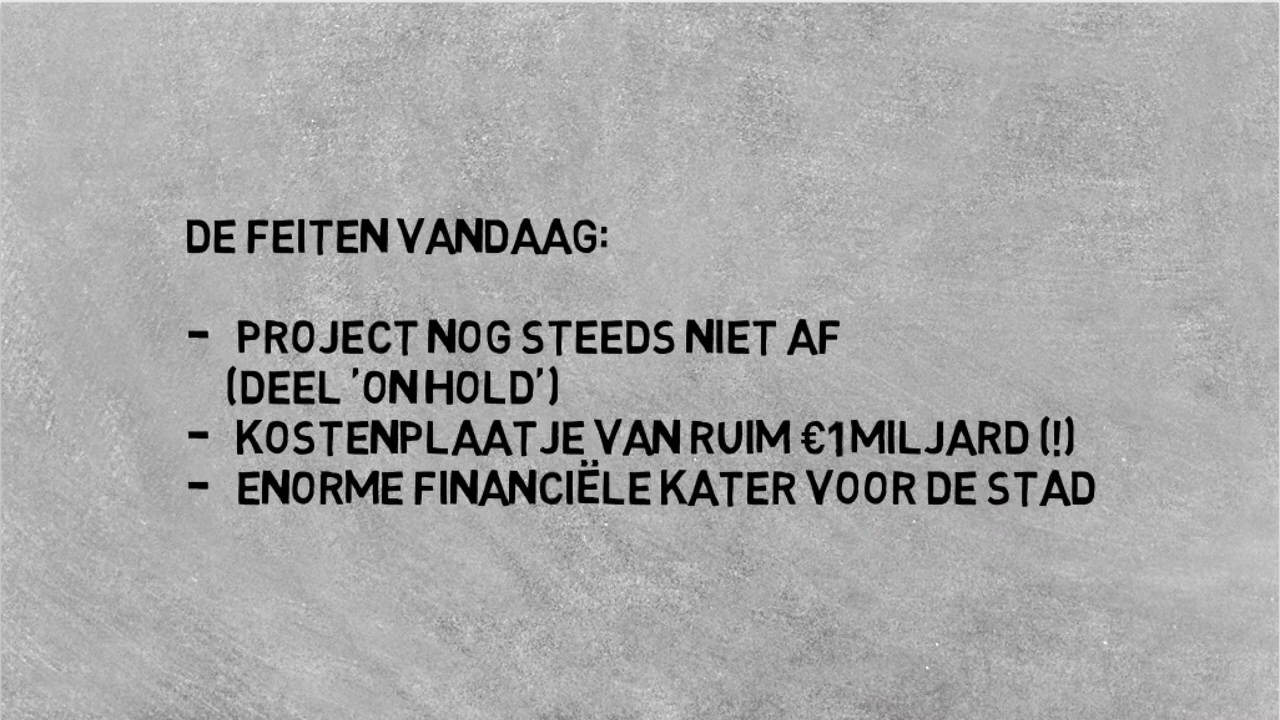 DE FEITEN VANDAAG:
- PROJECT NOG STEEDS NIET AF
(DEEL 'ON HOLD')
- KOSTENPLAATJE VAN RUIM €1 MILJARD (!)
- ENORME FINANCIËLE KATER VOOR DE STAD